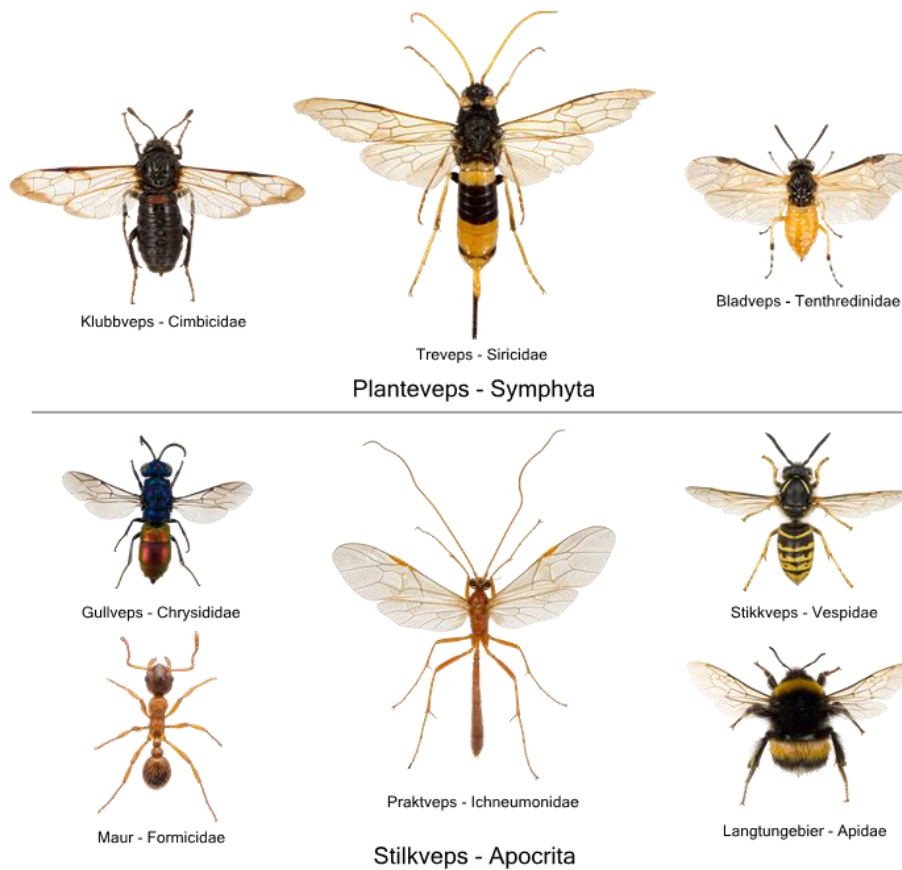 Klubbveps - Cimbicidae
Treveps - Siricidae
Bladveps - Tenthredinidae
Planteveps - Symphyta
Gullveps - Chrysididae
Stikkveps - Vespidae
Maur - Formicidae
Praktveps - Ichneumonidae
Langtungebier - Apidae
Stilkveps - Apocrita